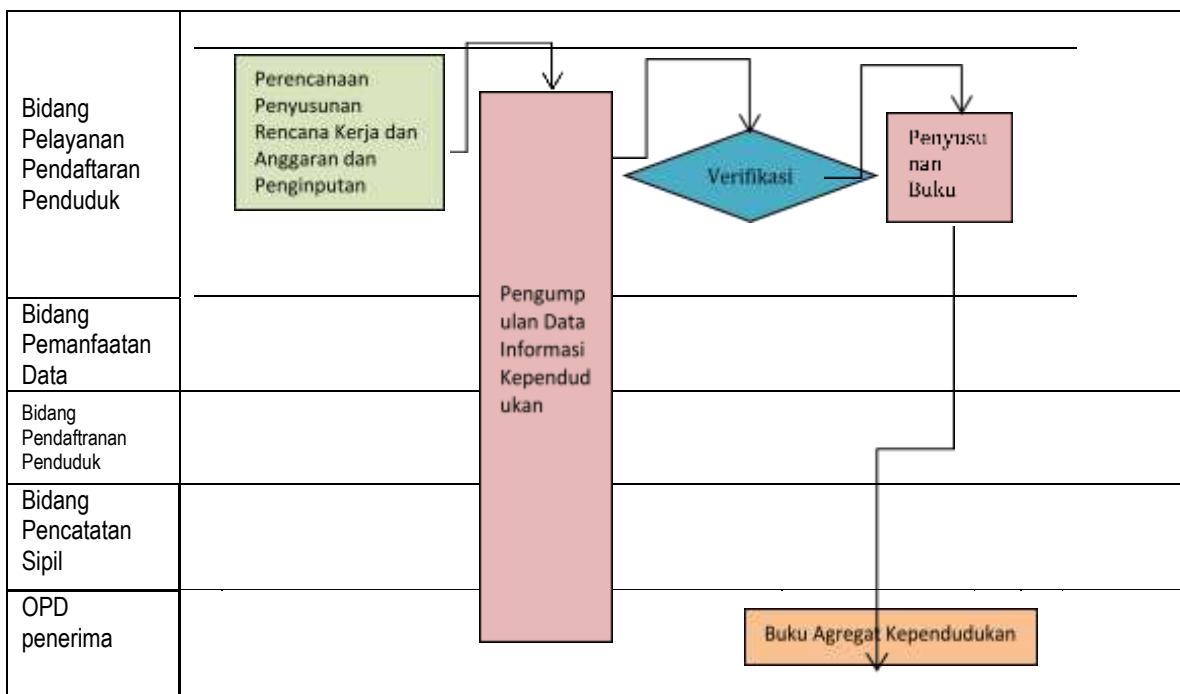 Bidang
Pelayanan
Pendaftaran
Penduduk
Perencanaan
Penyusunan
Rencana Kerja dan
Anggaran dan
Penginputan
Verifikasi
Penyusu
nan
Buku
Pengump
ulan Data
Informasi
Kependud
ukan
Bidang
Pemanfaatan
Data
Bidang
Pendaftranan
Penduduk
Bidang
Pencatatan
Sipil
OPD
penerima
Buku Agregat Kependudukan